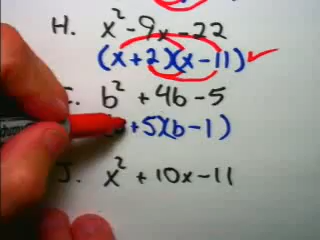 H. x² - 9x - 22
(x + 2)(x - 11) ✓
b² + 4b - 5
+ 5)(b - 1)
J. x² + 10x - 11